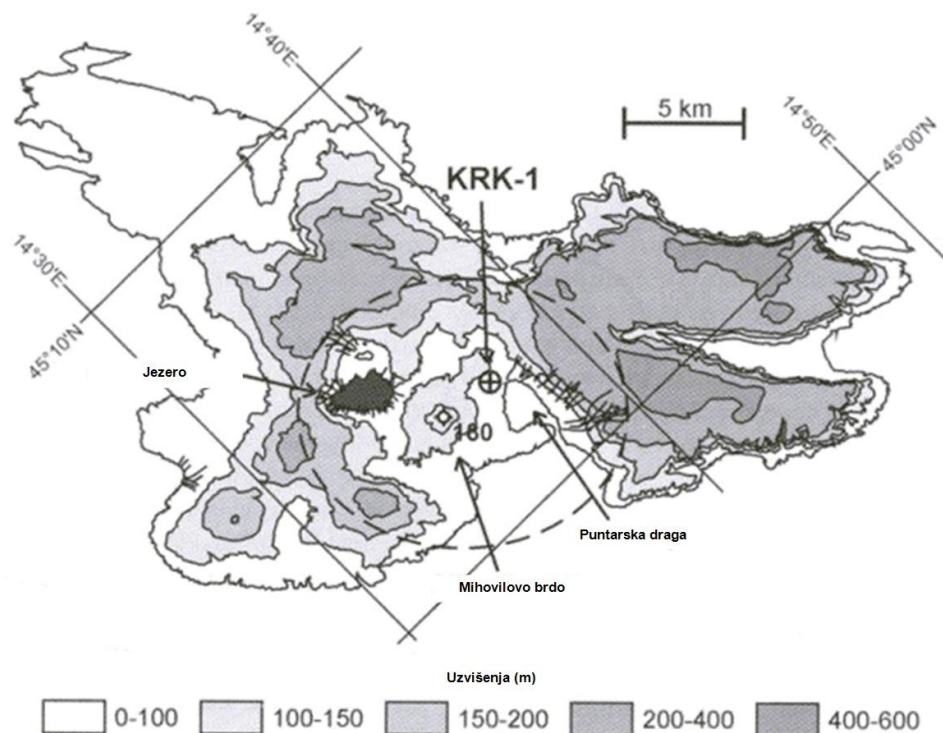 14°40'E
5 km
14°50'E
45°00'N
KRK-1
14°30'E
45°10'N
Jezero
180
Puntarska draga
Mihovilovo brdo
Uzvišenja (m)
0-100 100-150 150-200 200-400 400-600